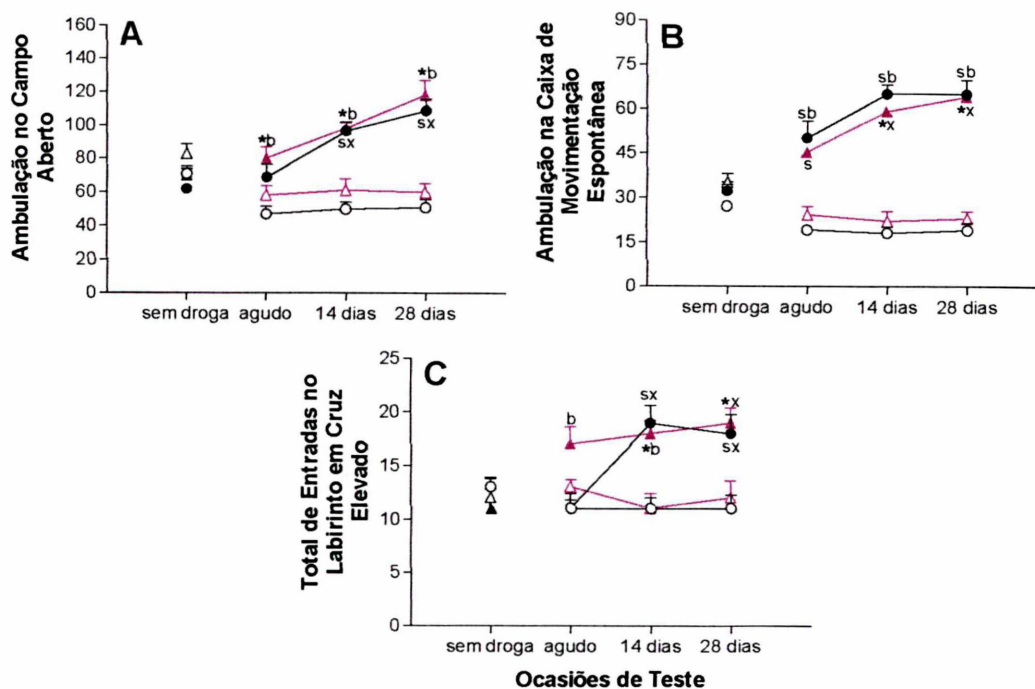 A
Ambulação no Campo
Aberto
160
140
120
100
80
60
40
20
0
*b
*b
sx
*b
sx
sem droga agudo 14 dias 28 dias
B
Ambulação na Caixa de
Movimentação
Espontânea
90
75
60
45
30
15
0
sb
s
sb
*x
sb
*x
sem droga agudo 14 dias 28 dias
C
Total de Entradas no
Labirinto em Cruz
Elevado
25
20
15
10
5
0
b
sx
*b
*x
sx
sem droga agudo 14 dias 28 dias
Ocasiões de Teste